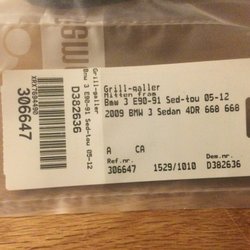 Grill-galler
Mitten fram
Bmw 3 E90-91 Sed-tou 05-12
2009 BMW 3 Sedan 4DR 668 668
A CA
Ref.nr. Dem.nr.
306647 1529/1010 D382636
Grill-galler
Bmw 3 E90-91 Sed-tou 05-12
D382636
306647